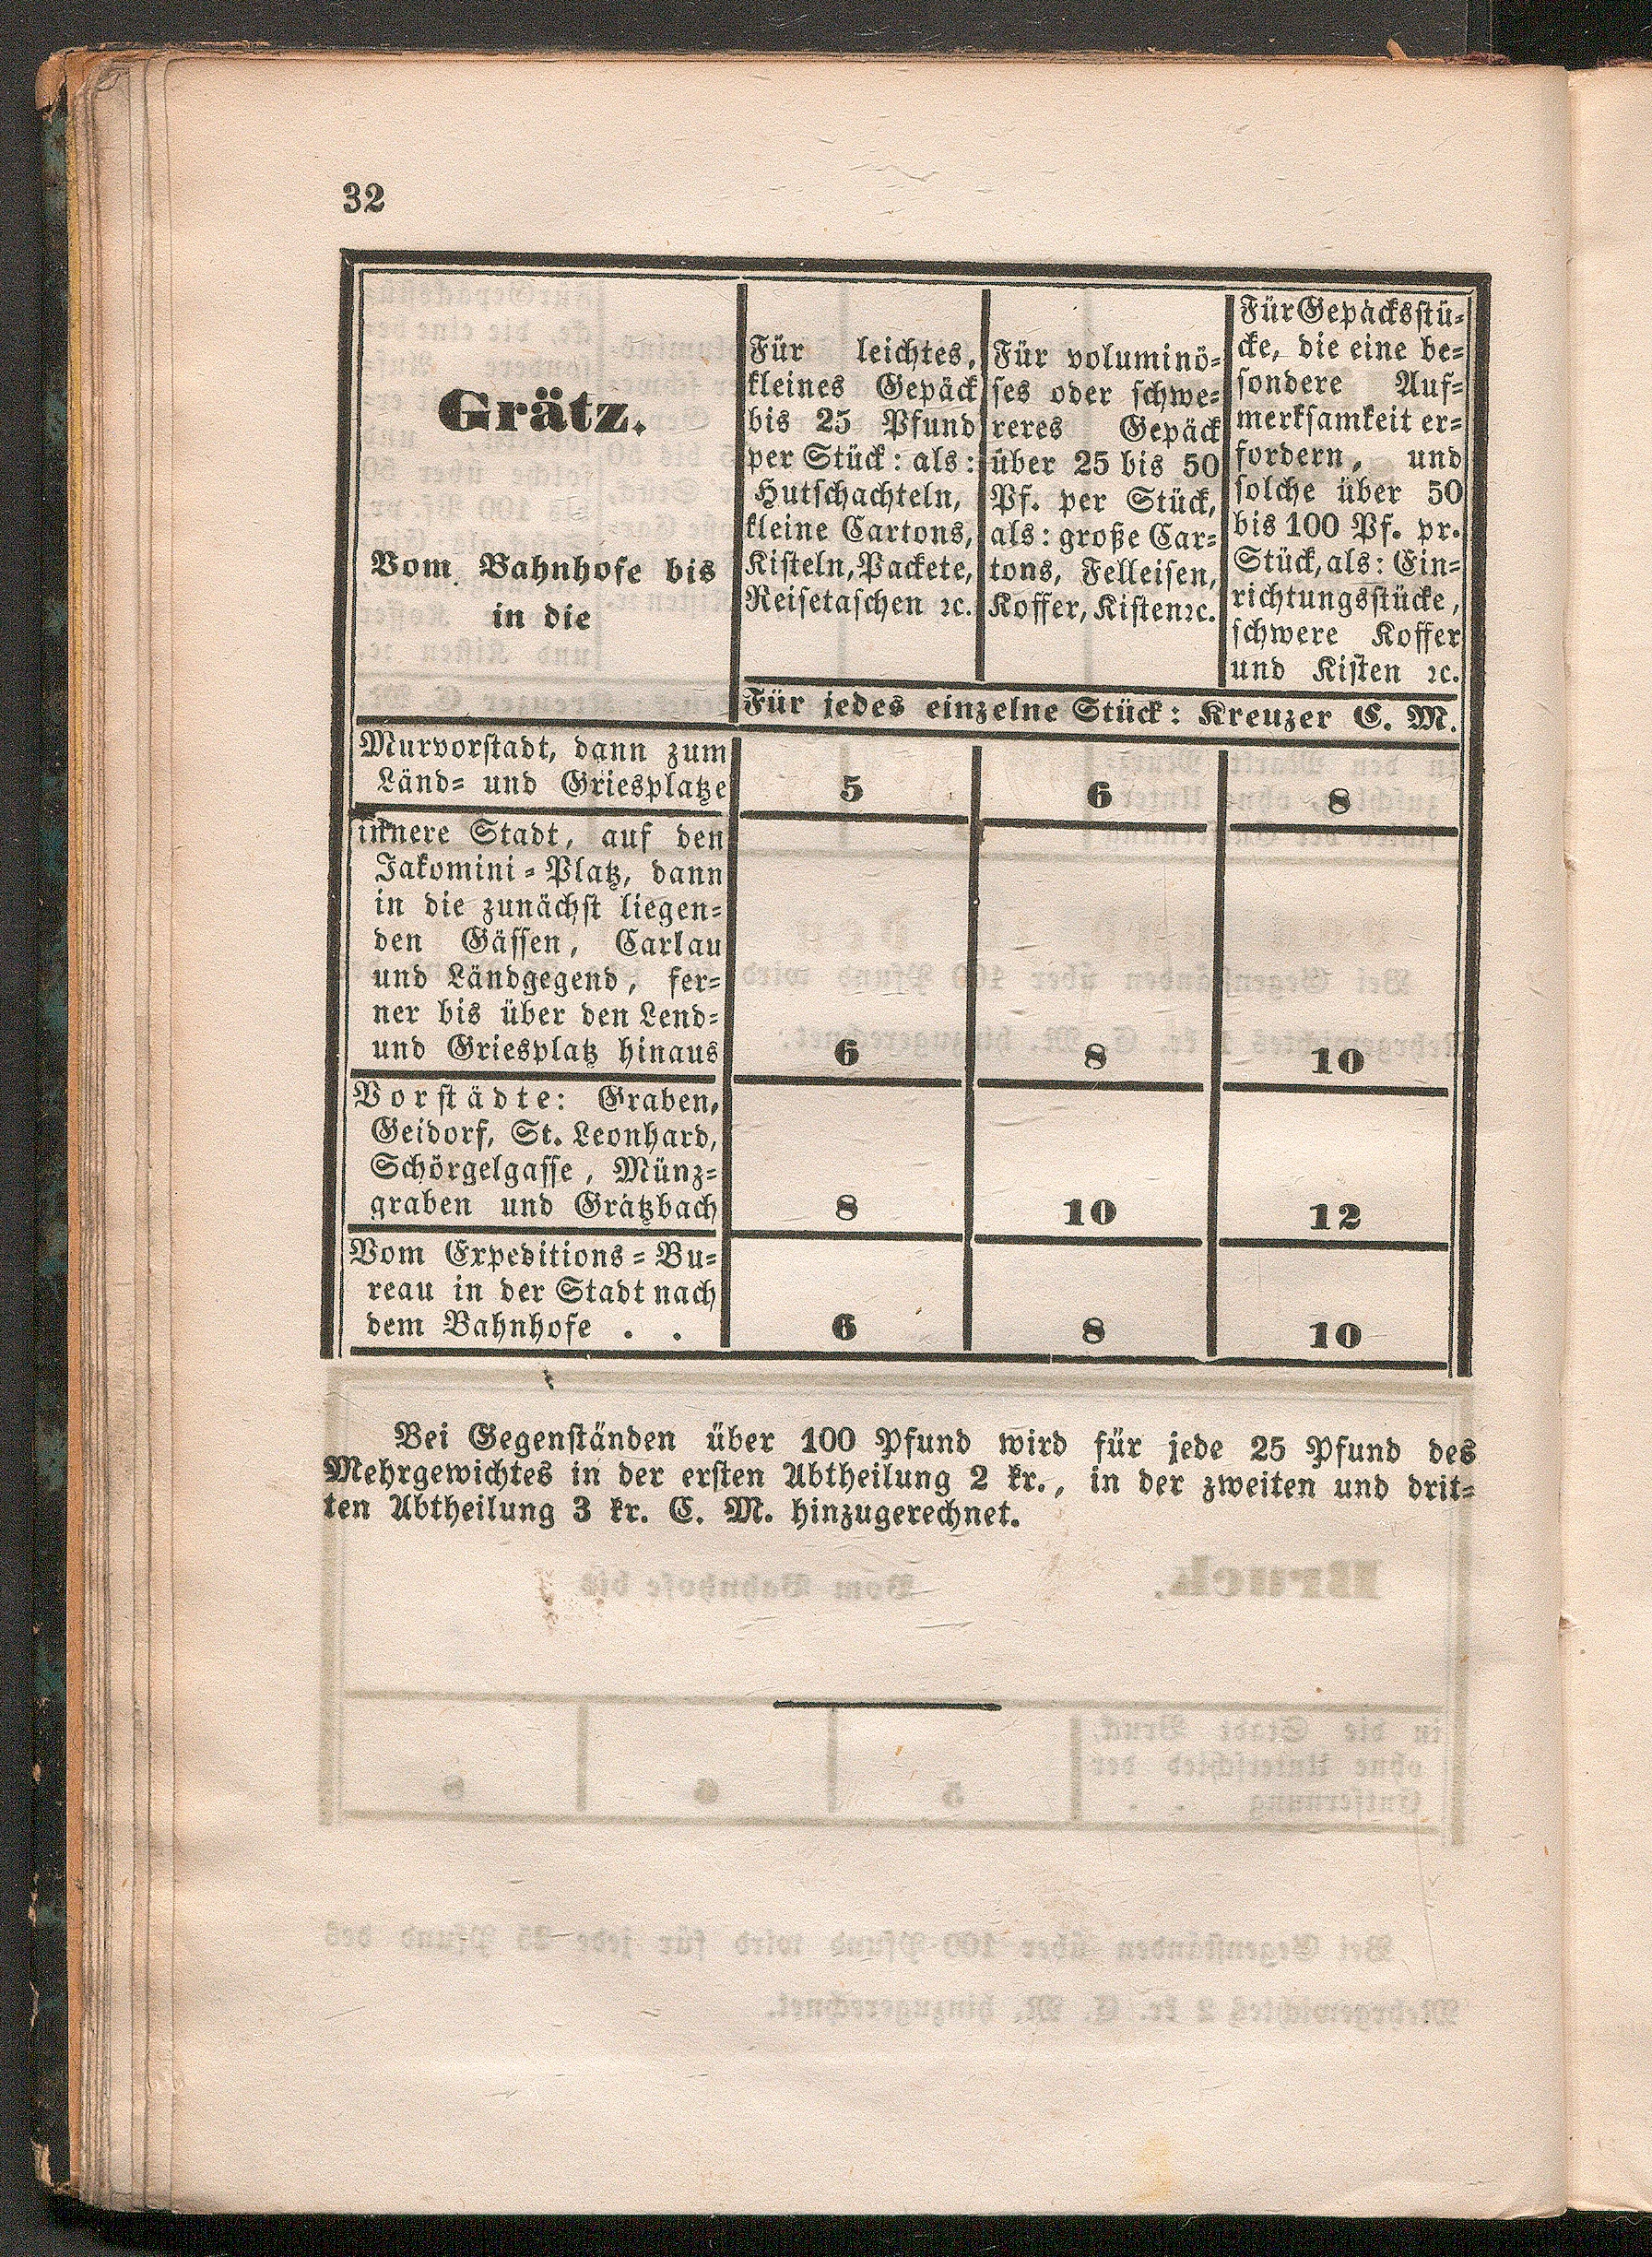 32
Grätz.
Vom Bahnhofe bis
in die
Für leichtes,
kleines Gepäck
bis 25 Pfund
per Stück: als:
Hutschachteln,
kleine Cartons,
Kisteln, Packete,
Reisetaschen ꝛc.
Für voluminö-
ses oder schwe-
reres Gepäck
über 25 bis 50
Pf. per Stück,
als: große Car-
tons, Felleisen,
Koffer, Kisten ꝛc.
Für Gepäcksstü-
cke, die eine be-
sondere Auf-
merksamkeit er-
fordern, und
solche über 50
bis 100 Pf. pr.
Stück, als: Ein-
richtungsstücke,
schwere Koffer
und Kisten ꝛc.
Für jedes einzelne Stück: Kreuzer C. M.
Murvorstadt, dann zum
Länd- und Griesplatze 5 6 8
innere Stadt, auf den
Jakomini-Platz, dann
in die zunächst liegen-
den Gässen, Carlau
und Ländgegend, fer-
ner bis über den Lend-
und Griesplatz hinaus 6 8 10
Vorstädte: Graben,
Geidorf, St. Leonhard,
Schörgelgasse, Münz-
graben und Grätzbach 8 10 12
Vom Expeditions-Bu-
reau in der Stadt nach
dem Bahnhofe . . 6 8 10
Bei Gegenständen über 100 Pfund wird für jede 25 Pfund des
Mehrgewichtes in der ersten Abtheilung 2 kr., in der zweiten und drit-
ten Abtheilung 3 kr. C. M. hinzugerechnet.